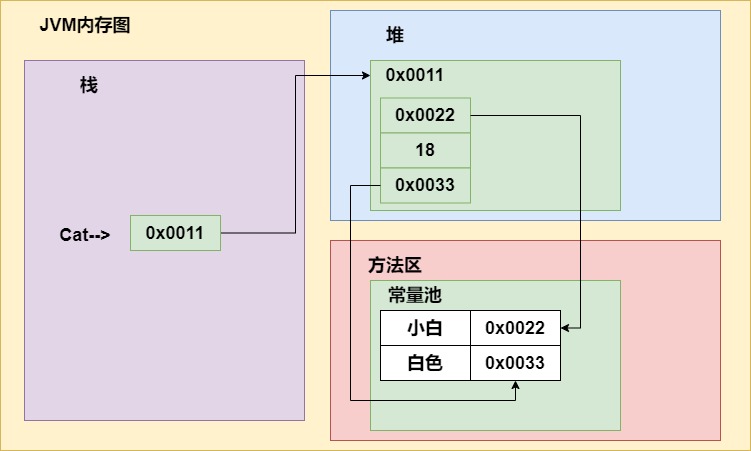 JVM内存图
栈
Cat-->
0x0011
堆
0x0011
0x0022
18
0x0033
方法区
常量池
小白 0x0022
白色 0x0033